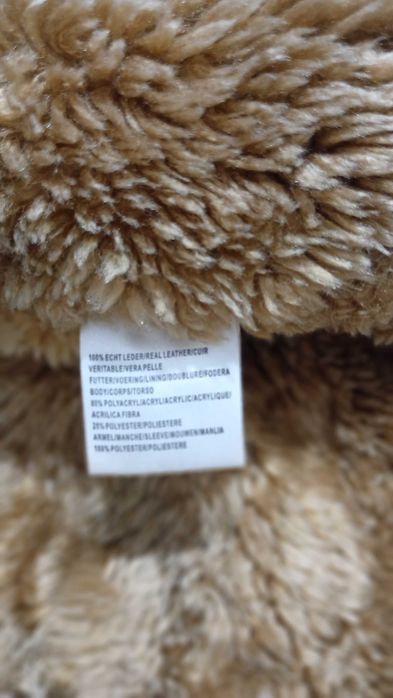 100% ECHT LEDER/REAL LEATHER/CUIR
VERITABLE/VERA PELLE
FUTTER/VOERING/LINING/DOUBLURE/FODERA
BODY/CORPS/TORSO
80% POLYACRYL/ACRYL/ACRYLIC/ACRYLIQUE/
ACRILICA FIBRA
20% POLYESTER/POLIESTERE
ARMEL/MANCHE/SLEEVE/MOUWEN/MANLIA
100% POLYESTER/POLIESTERE